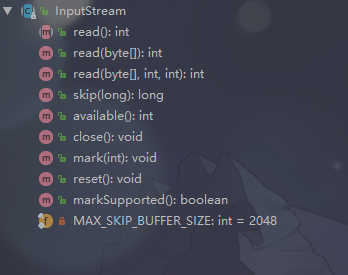 InputStream
read(): int
read(byte[]): int
read(byte[], int, int): int
skip(long): long
available(): int
close(): void
mark(int): void
reset(): void
markSupported(): boolean
MAX_SKIP_BUFFER_SIZE: int = 2048